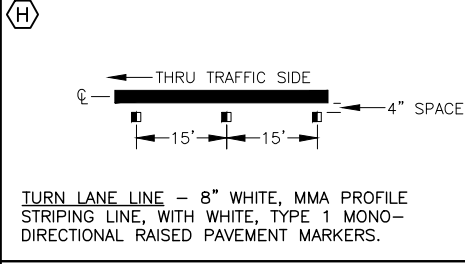 H
THRU TRAFFIC SIDE
℄
4" SPACE
15' 15'
TURN LANE LINE – 8" WHITE, MMA PROFILE
STRIPING LINE, WITH WHITE, TYPE 1 MONO–
DIRECTIONAL RAISED PAVEMENT MARKERS.